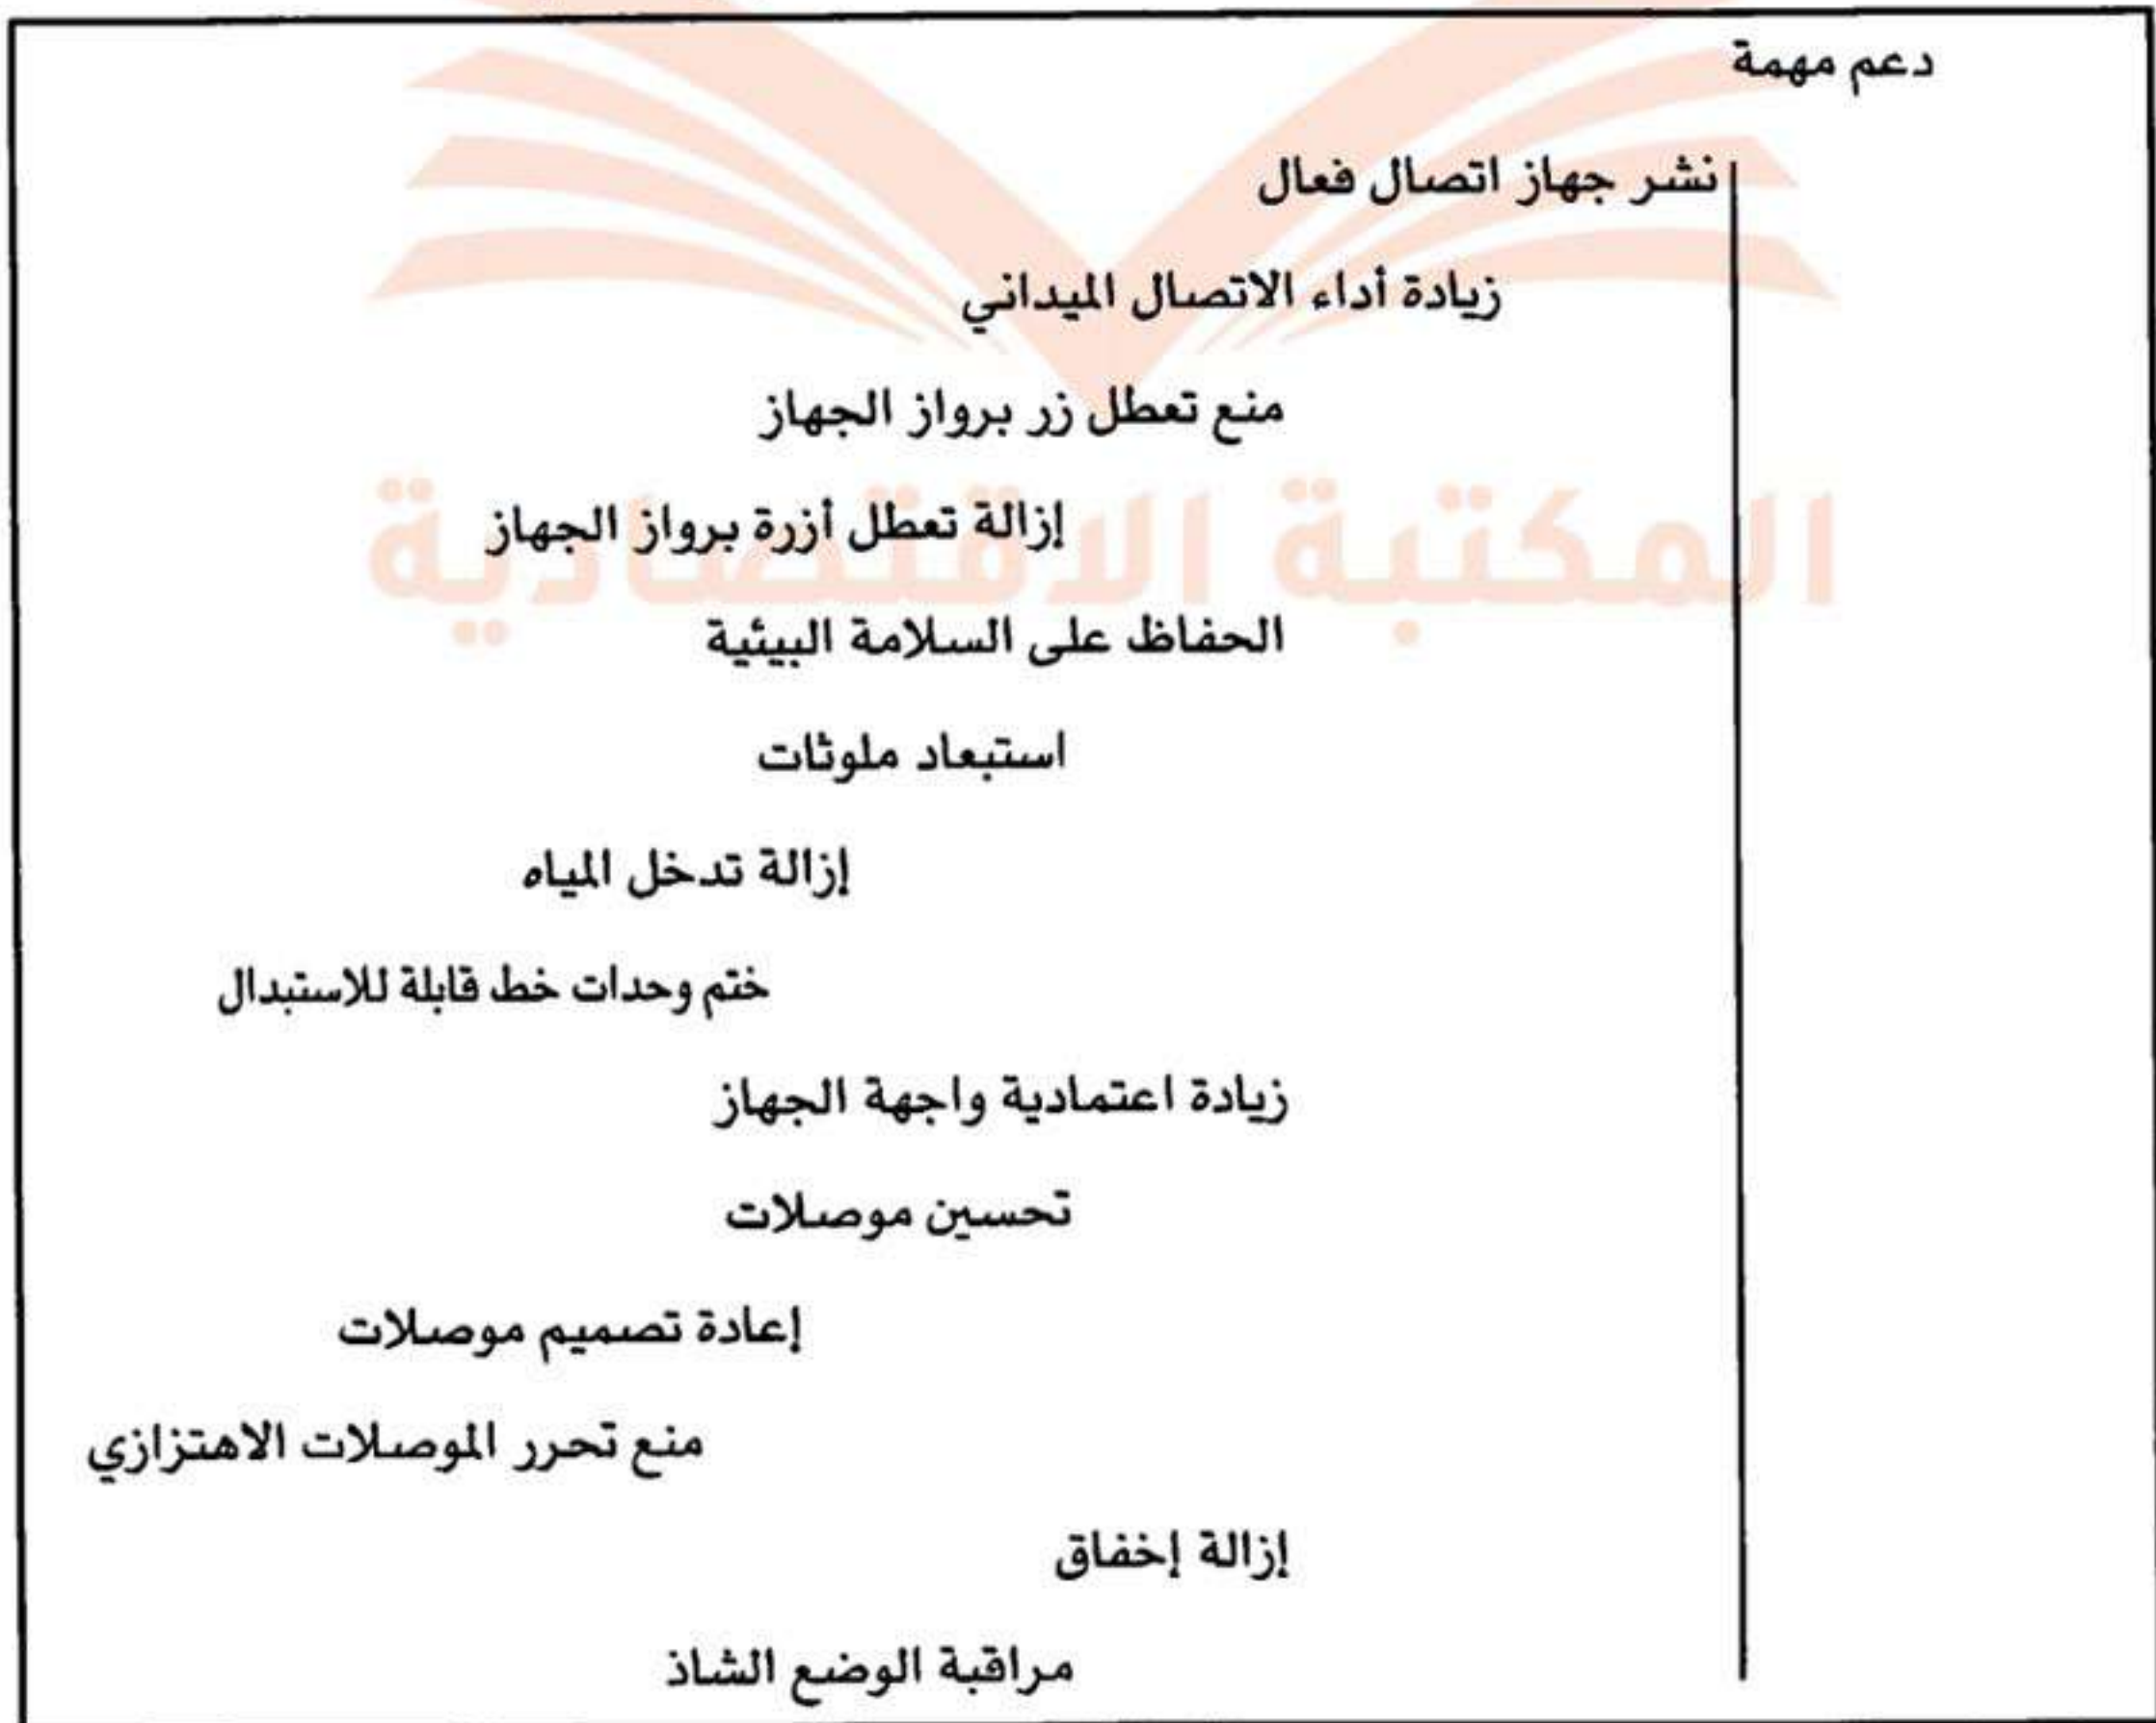 دعم مهمة
نشر جهاز اتصال فعال
زيادة أداء الاتصال الميداني
منع تعطل زر برواز الجهاز
إزالة تعطل أزرة برواز الجهاز
المكتبة الاقتصادية
الحفاظ على السلامة البيئية
استبعاد ملوثات
إزالة تدخل المياه
ختم وحدات خط قابلة للاستبدال
زيادة اعتمادية واجهة الجهاز
تحسين موصلات
إعادة تصميم موصلات
منع تحرر الموصلات الاهتزازي
إزالة إخفاق
مراقبة الوضع الشاذ